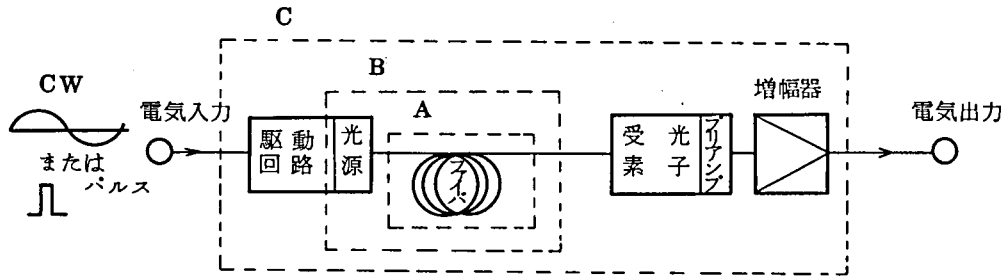 C
B
A
CW
または
パルス
電気入力
駆動
回路
光
源
ファイバ
受光
素子
プリアンプ
増幅器
電気出力